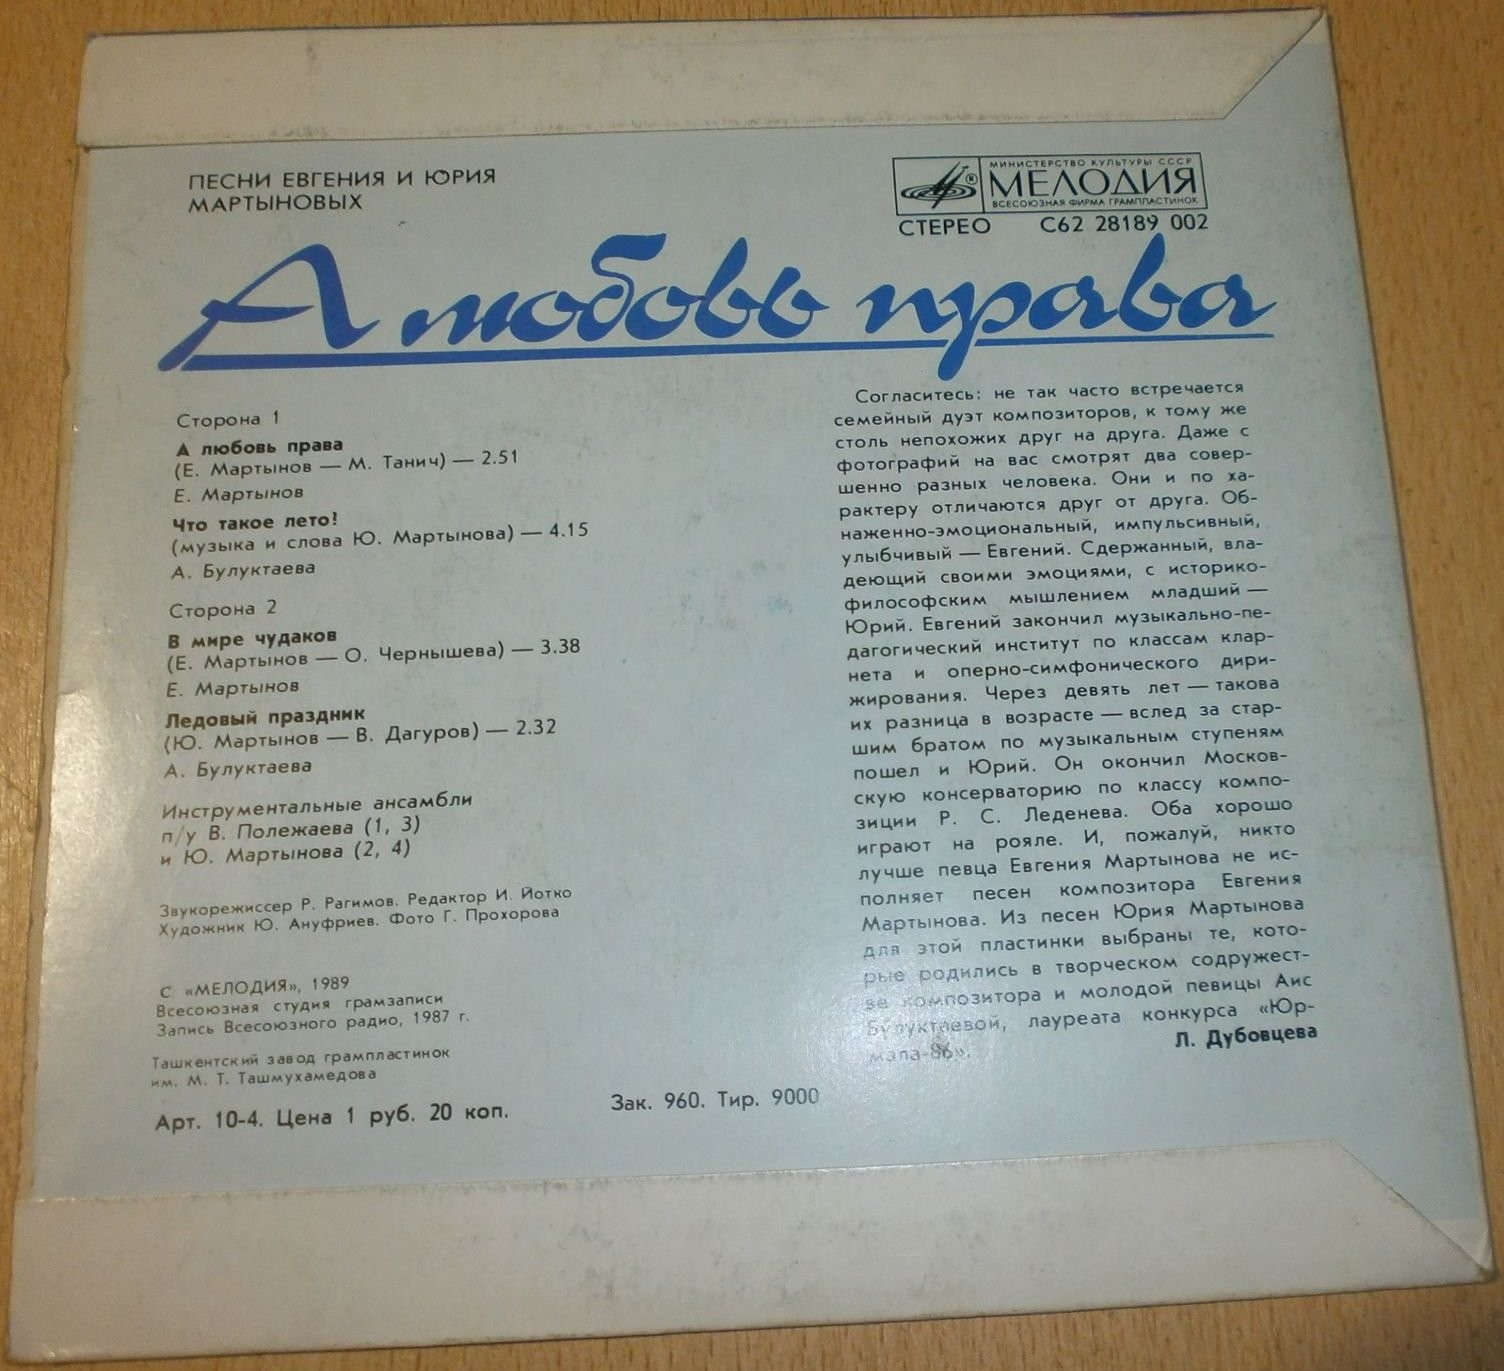 ПЕСНИ ЕВГЕНИЯ И ЮРИЯ
МАРТЫНОВЫХ
МИНИСТЕРСТВО КУЛЬТУРЫ СССР
МЕЛОДИЯ
ВСЕСОЮЗНАЯ ФИРМА ГРАМПЛАСТИНОК
СТЕРЕО С62 28189 002
А любовь права
Сторона 1
А любовь права
(Е. Мартынов — М. Танич) — 2.51
Е. Мартынов
Что такое лето!
(музыка и слова Ю. Мартынова) — 4.15
А. Булуктаева
Сторона 2
В мире чудаков
(Е. Мартынов — О. Чернышева) — 3.38
Е. Мартынов
Ледовый праздник
(Ю. Мартынов — В. Дагуров) — 2.32
А. Булуктаева
Инструментальные ансамбли
п/у В. Полежаева (1, 3)
и Ю. Мартынова (2, 4)
Звукорежиссер Р. Рагимов. Редактор И. Йотко
Художник Ю. Ануфриев. Фото Г. Прохорова
С «МЕЛОДИЯ», 1989
Всесоюзная студия грамзаписи
Запись Всесоюзного радио, 1987 г.
Ташкентский завод грампластинок
им. М. Т. Ташмухамедова
Арт. 10-4. Цена 1 руб. 20 коп.
Зак. 960. Тир. 9000
Согласитесь: не так часто встречается
семейный дуэт композиторов, к тому же
столь непохожих друг на друга. Даже с
фотографий на вас смотрят два совер-
шенно разных человека. Они и по ха-
рактеру отличаются друг от друга. Об-
наженно-эмоциональный, импульсивный,
улыбчивый — Евгений. Сдержанный, вла-
деющий своими эмоциями, с историко-
философским мышлением младший —
Юрий. Евгений закончил музыкально-пе-
дагогический институт по классам клар-
нета и оперно-симфонического дири-
жирования. Через девять лет — такова
их разница в возрасте — вслед за стар-
шим братом по музыкальным ступеням
пошел и Юрий. Он окончил Москов-
скую консерваторию по классу компо-
зиции Р. С. Леденева. Оба хорошо
играют на рояле. И, пожалуй, никто
лучше певца Евгения Мартынова не ис-
полняет песен композитора Евгения
Мартынова. Из песен Юрия Мартынова
для этой пластинки выбраны те, кото-
рые родились в творческом содружест-
ве композитора и молодой певицы Аис
Булуктаевой, лауреата конкурса «Юр-
мала-86».
Л. Дубовцева